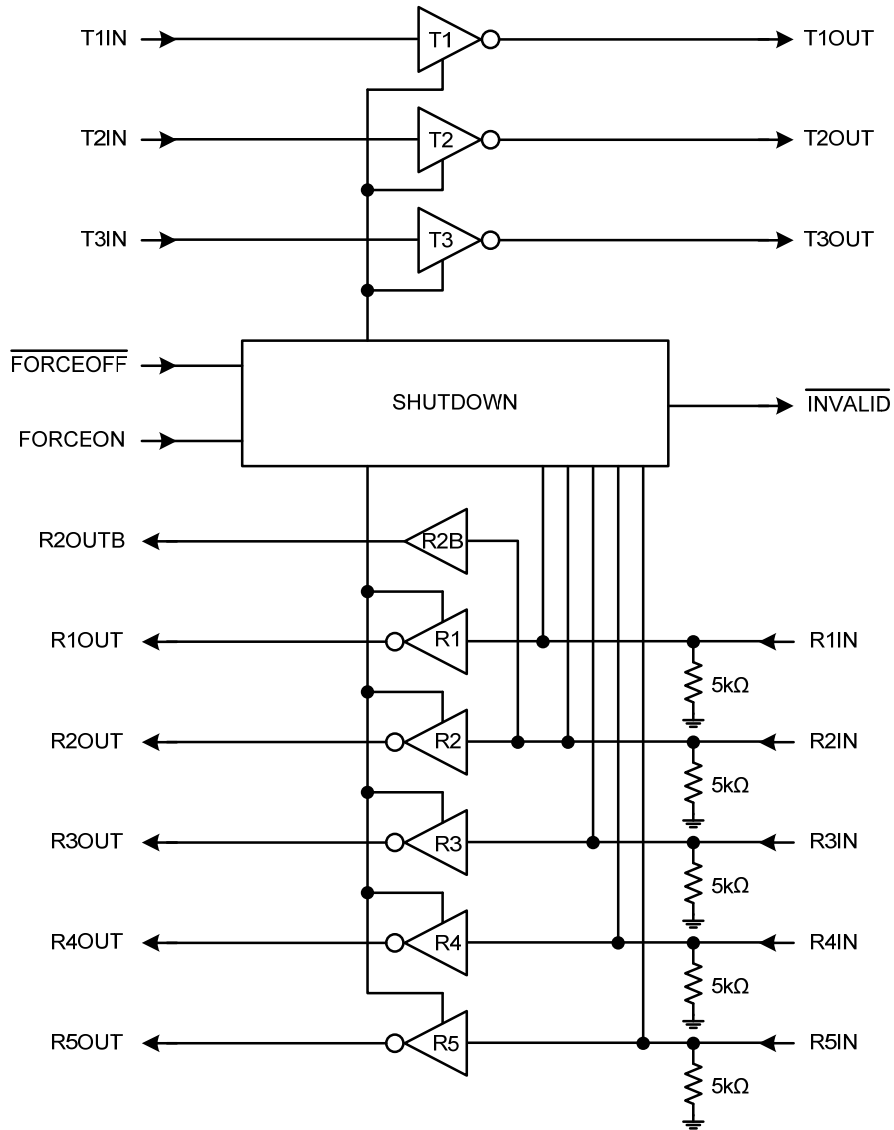 T1IN T1 T1OUT
T2IN T2 T2OUT
T3IN T3 T3OUT
FORCEOFF
SHUTDOWN INVALID
FORCEON
R2OUTB R2B
R1OUT R1 R1IN
5kΩ
R2OUT R2 R2IN
5kΩ
R3OUT R3 R3IN
5kΩ
R4OUT R4 R4IN
5kΩ
R5OUT R5 R5IN
5kΩ